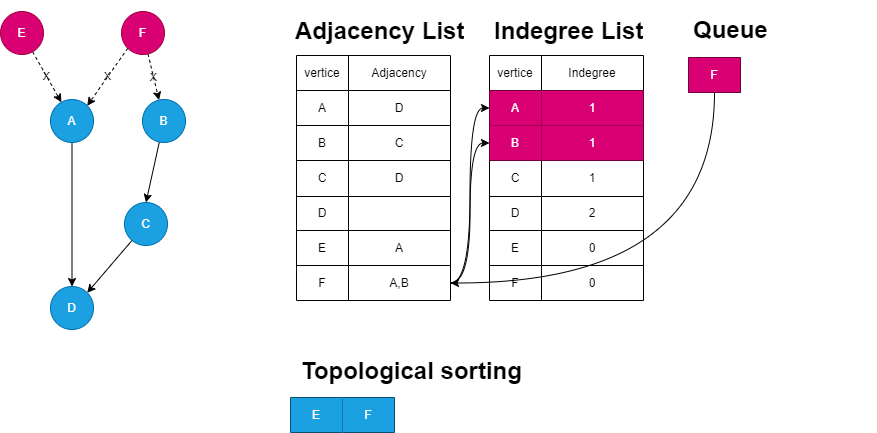 E
F
x
x
x
A
B
C
D
Adjacency List
vertice Adjacency
A D
B C
C D
D
E A
F A,B
Indegree List
vertice Indegree
A 1
B 1
C 1
D 2
E 0
F 0
Queue
F
Topological sorting
E F